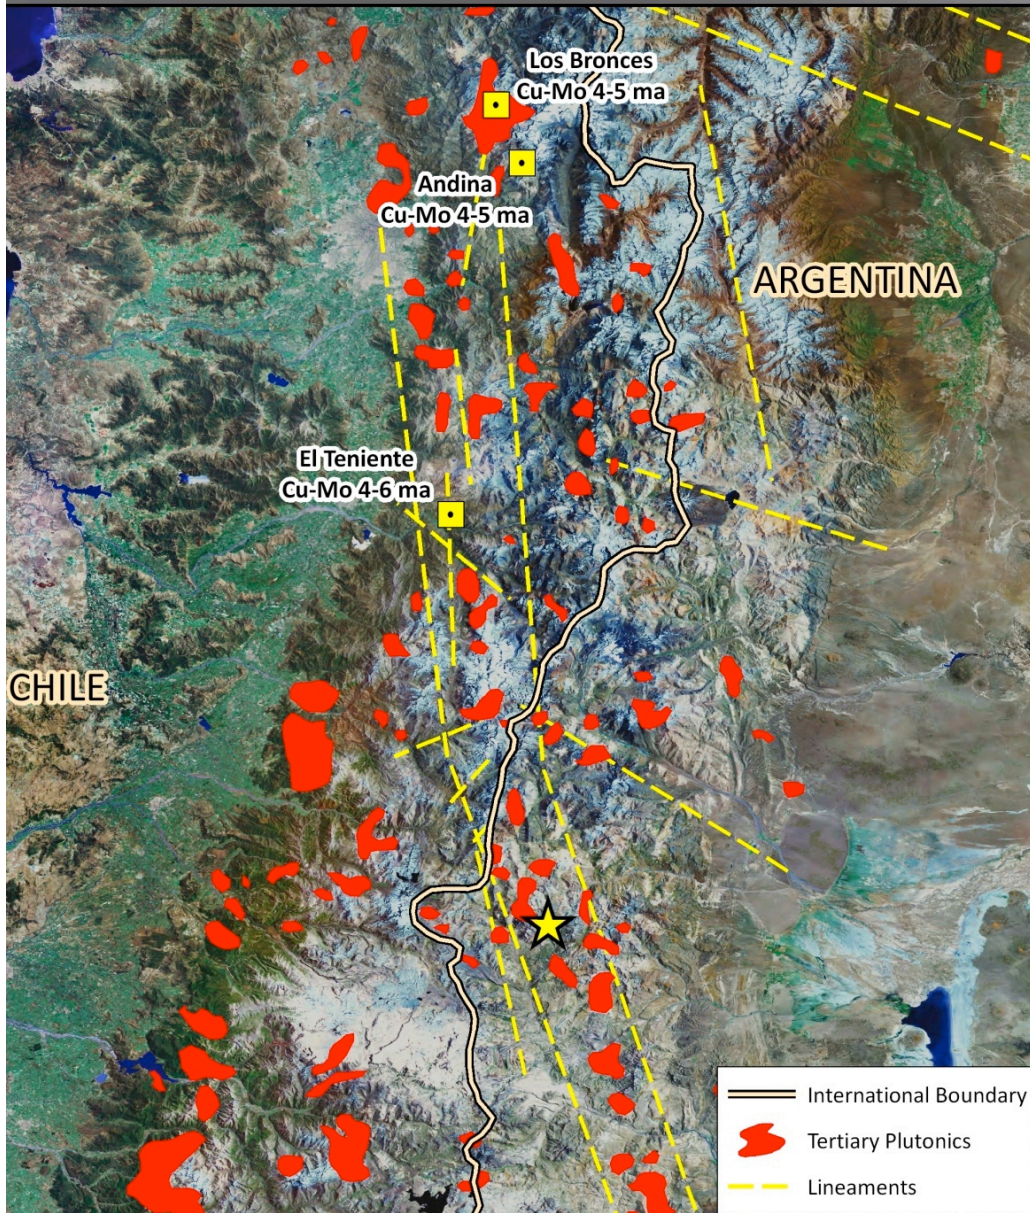 Los Bronces
Cu-Mo 4-5 ma
Andina
Cu-Mo 4-5 ma
ARGENTINA
El Teniente
Cu-Mo 4-6 ma
CHILE
International Boundary
Tertiary Plutonics
Lineaments